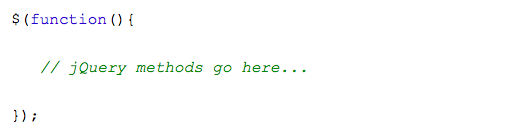 $(function(){
// jQuery methods go here...
});